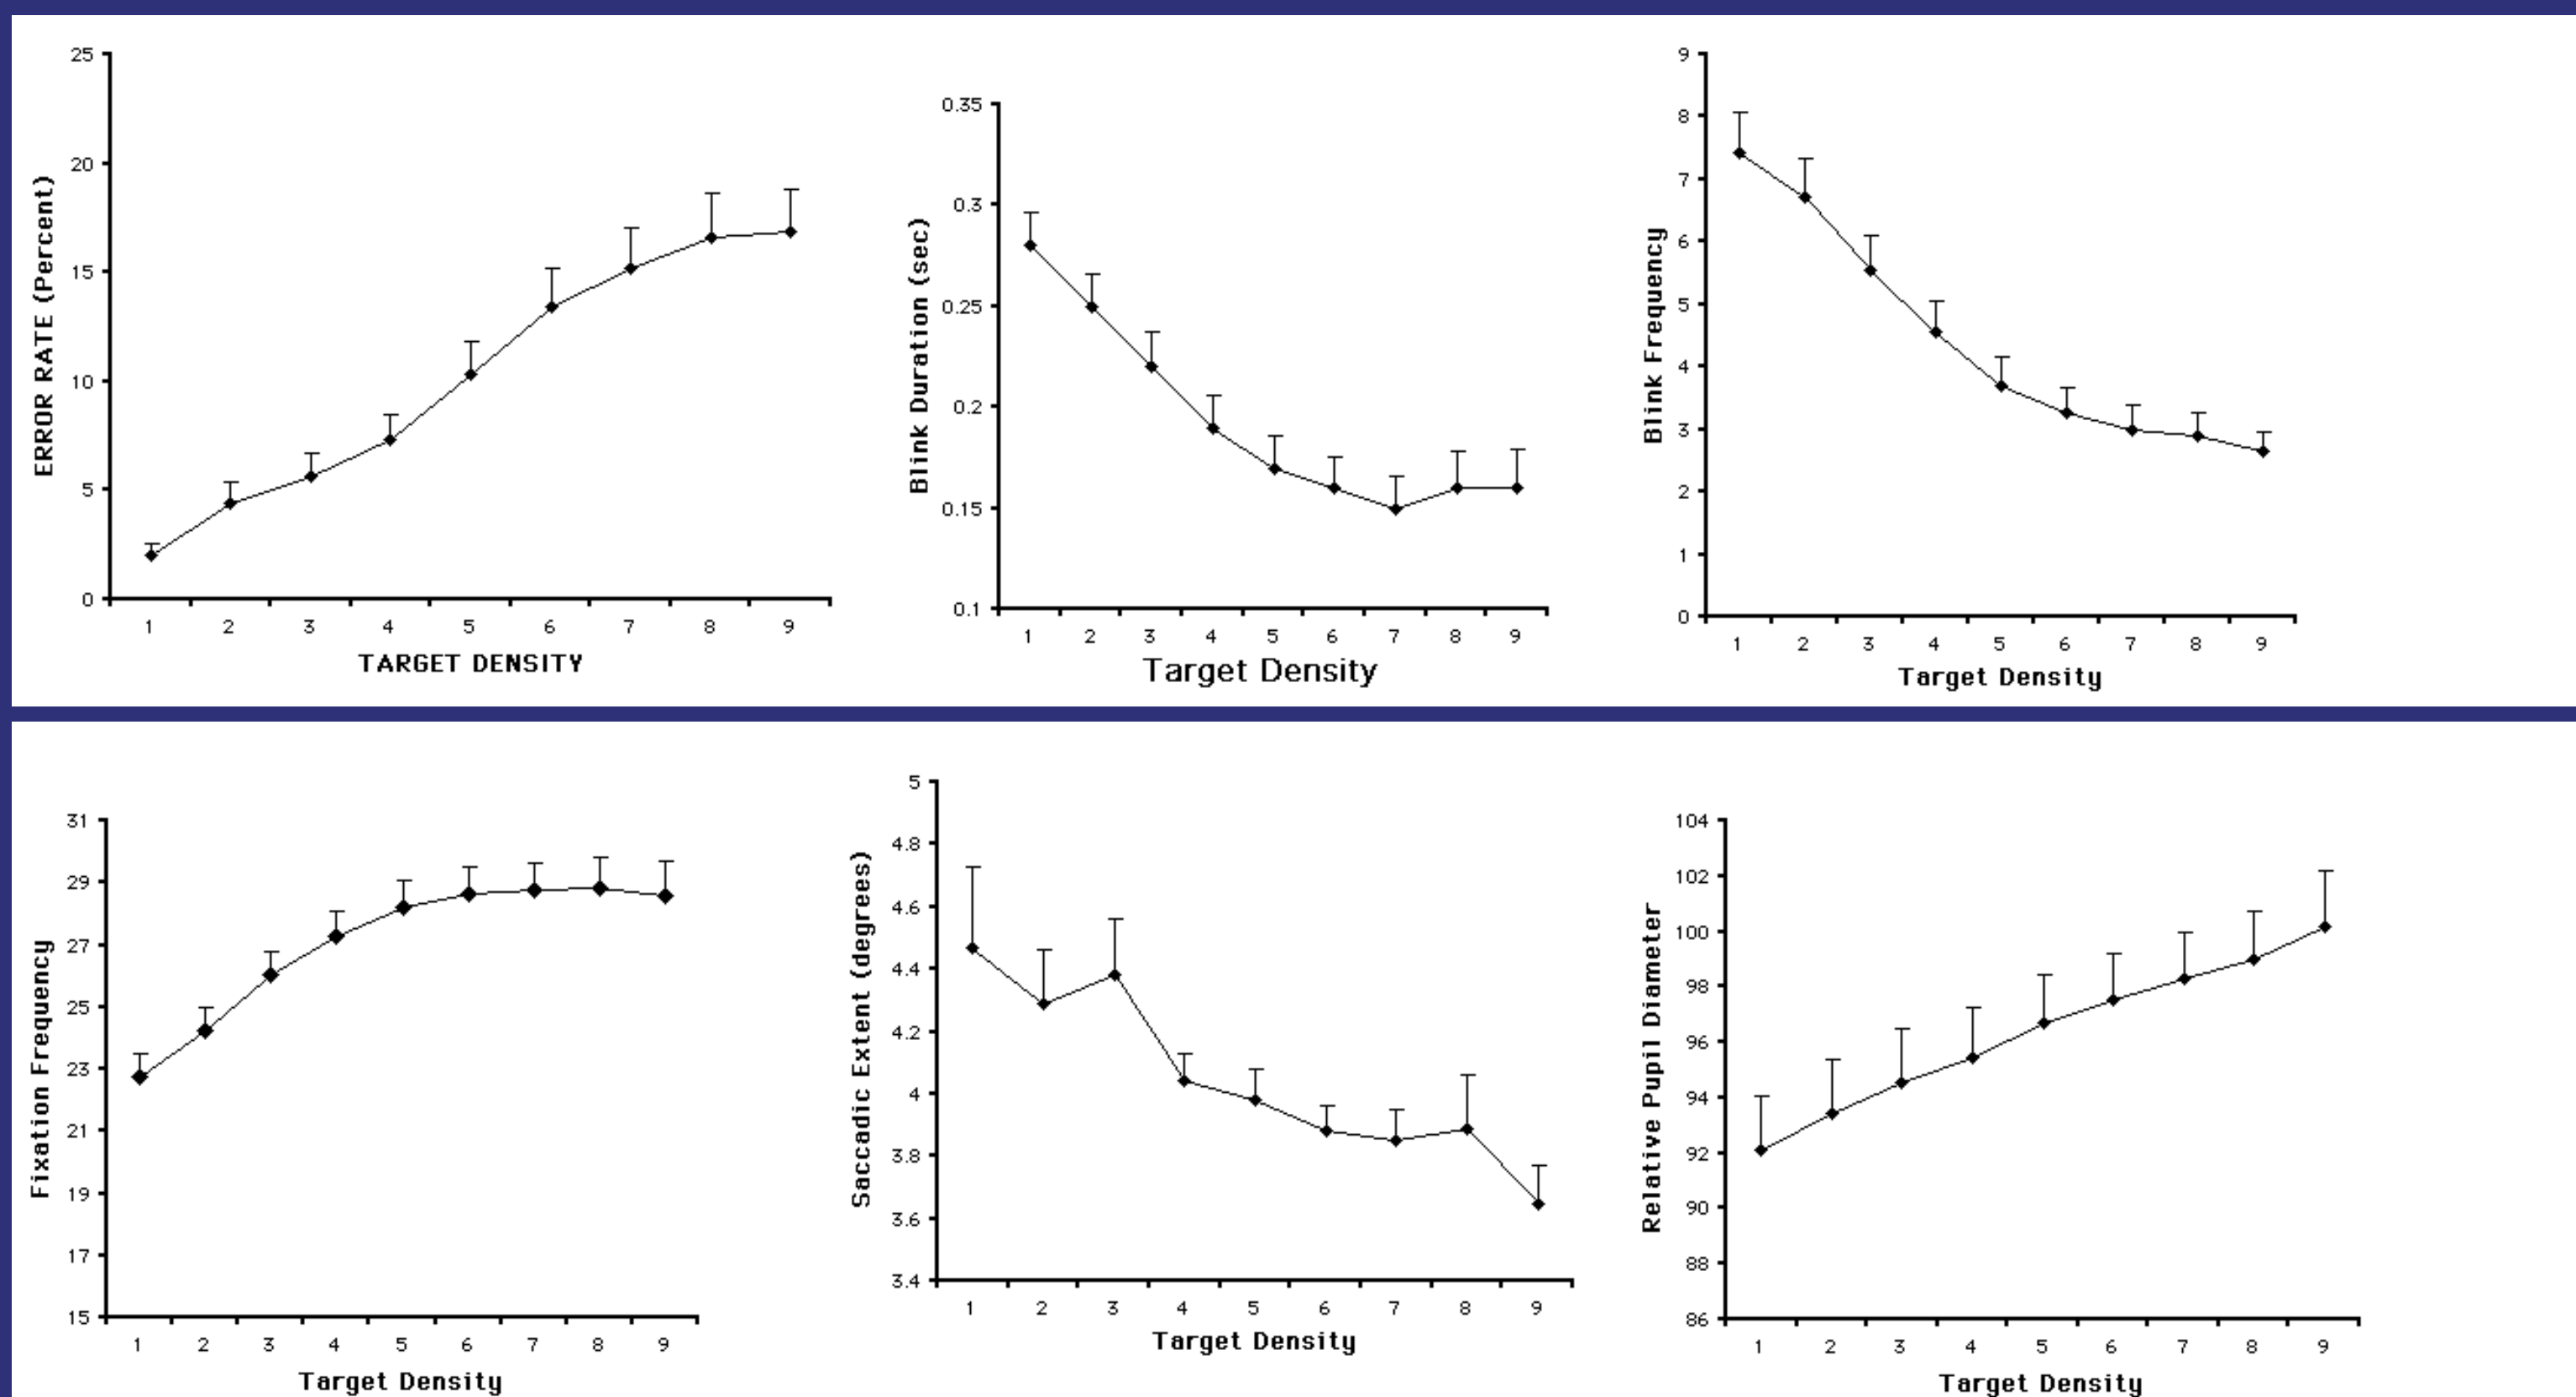 25
20
15
10
5
0
ERROR RATE (Percent)
1 2 3 4 5 6 7 8 9
TARGET DENSITY
0.35
0.3
0.25
0.2
0.15
0.1
Blink Duration (sec)
1 2 3 4 5 6 7 8 9
Target Density
9
8
7
6
5
4
3
2
1
0
Blink Frequency
1 2 3 4 5 6 7 8 9
Target Density
31
29
27
25
23
21
19
17
15
Fixation Frequency
1 2 3 4 5 6 7 8 9
Target Density
5
4.8
4.6
4.4
4.2
4
3.8
3.6
3.4
Saccadic Extent (degrees)
1 2 3 4 5 6 7 8 9
Target Density
104
102
100
98
96
94
92
90
88
86
Relative Pupil Diameter
1 2 3 4 5 6 7 8 9
Target Density